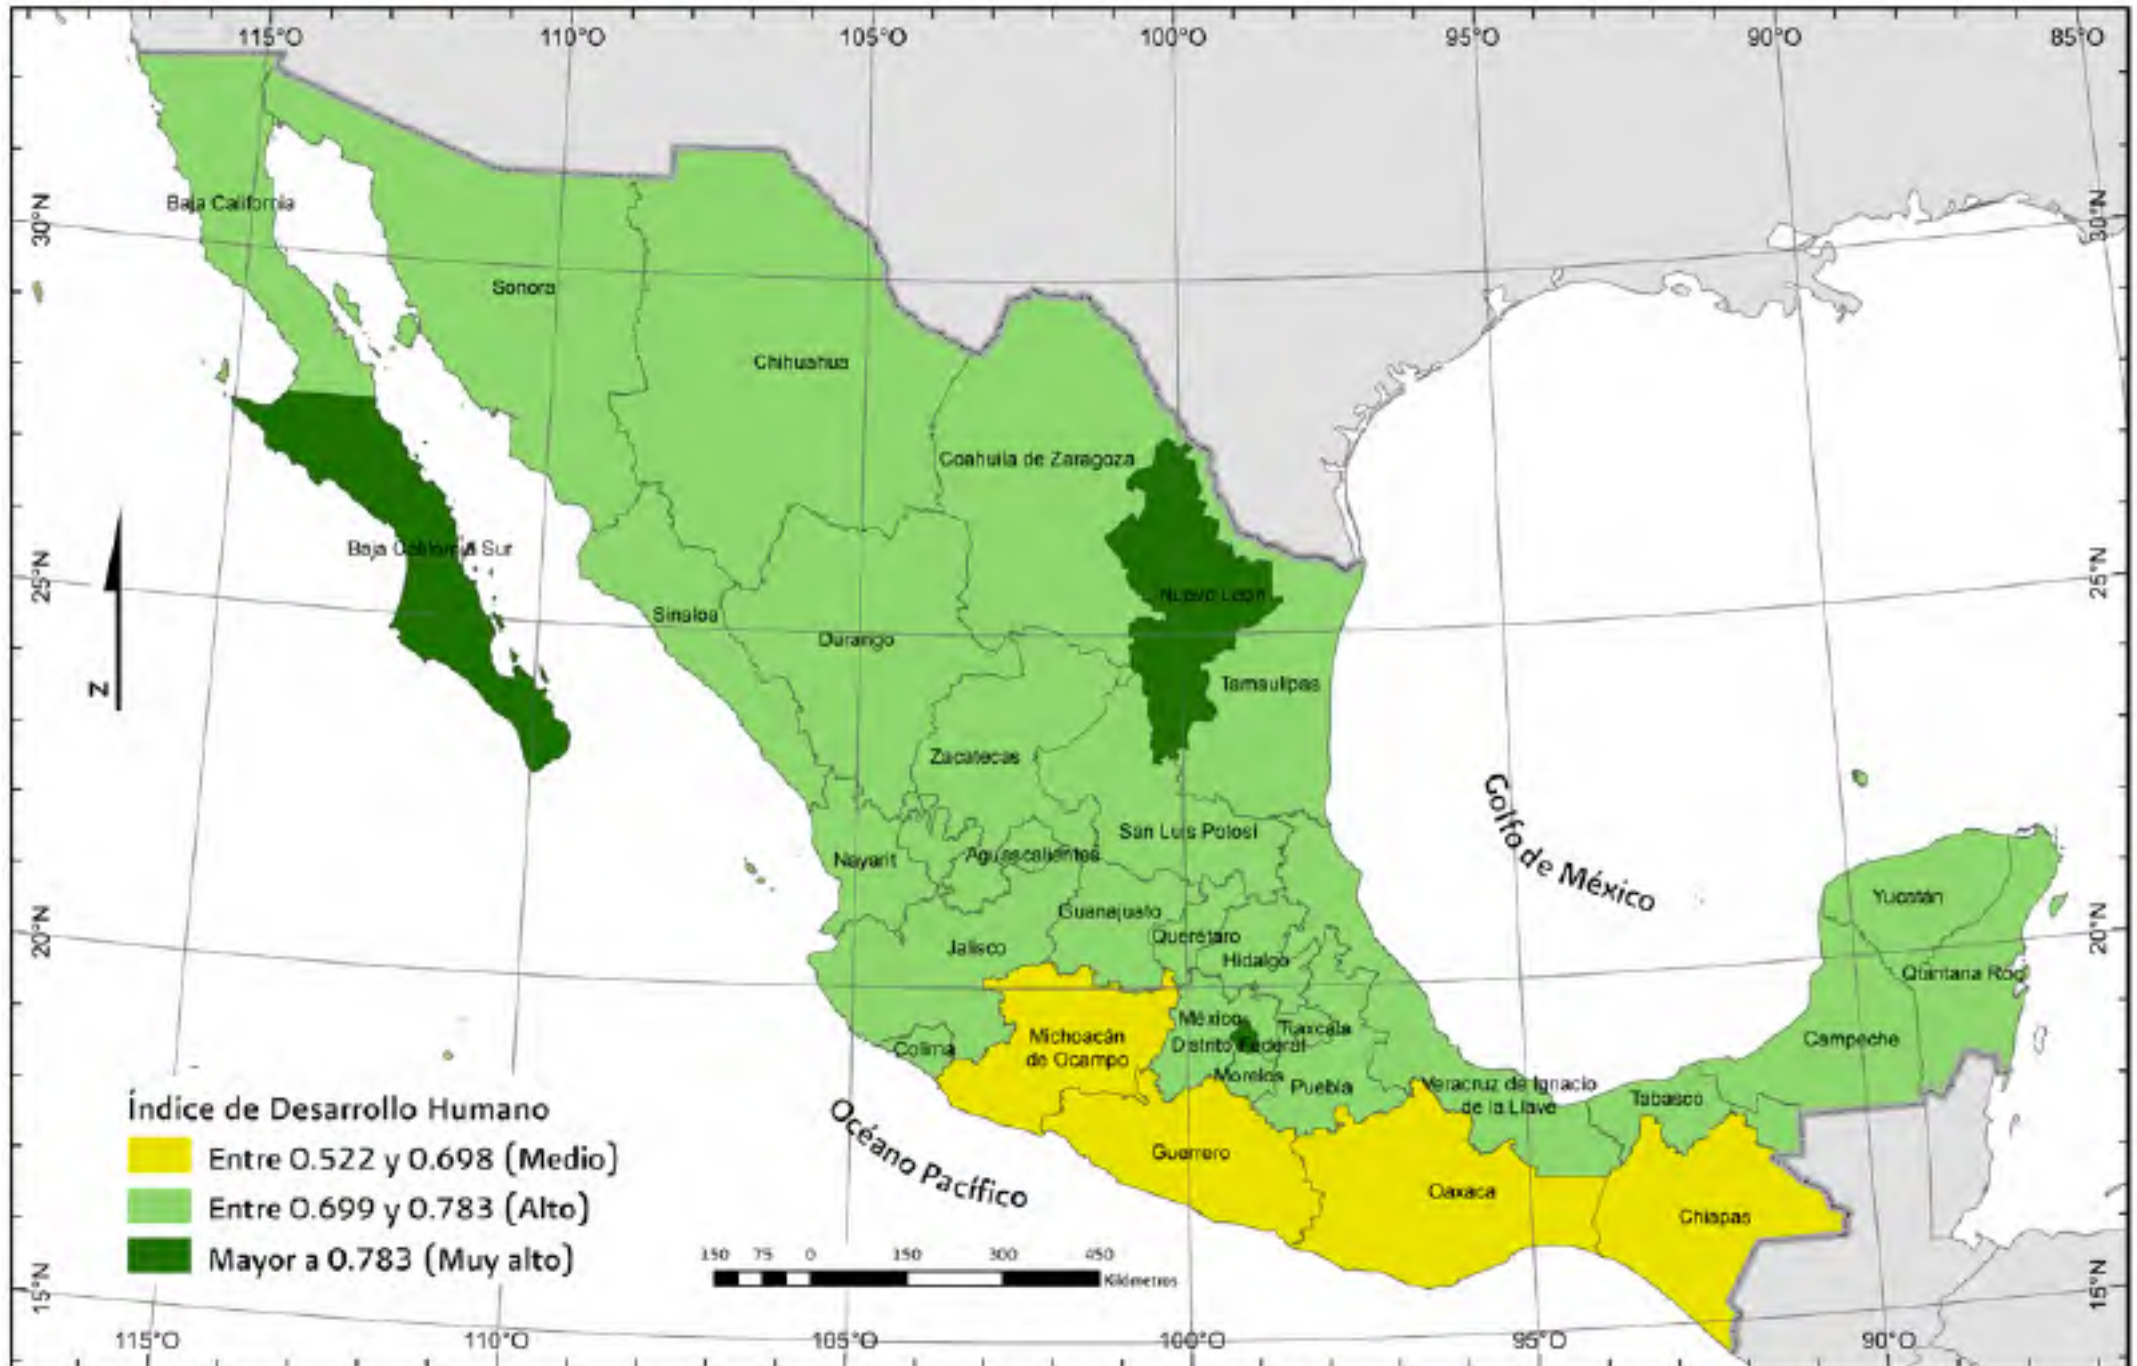 115°O
110°O
105°O
100°O
95°O
90°O
85°O
30°N
30°N
Baja California
Sonora
Chihuahua
Coahuila de Zaragoza
Baja California Sur
25°N
25°N
Nuevo León
Sinaloa
Durango
Tamaulipas
N
Zacatecas
San Luis Potosí
Golfo de México
Nayarit
Aguascalientes
Yucatán
Guanajuato
20°N
20°N
Querétaro
Jalisco
Hidalgo
Quintana Roo
México
Tlaxcala
Distrito Federal
Michoacán
de Ocampo
Colima
Campeche
Morelos
Puebla
Veracruz de Ignacio
de la Llave
Tabasco
Océano Pacífico
Guerrero
Oaxaca
Chiapas
Índice de Desarrollo Humano
Entre 0.522 y 0.698 (Medio)
Entre 0.699 y 0.783 (Alto)
Mayor a 0.783 (Muy alto)
150 75 0 150 300 450
Kilómetros
15°N
15°N
115°O
110°O
105°O
100°O
95°O
90°O